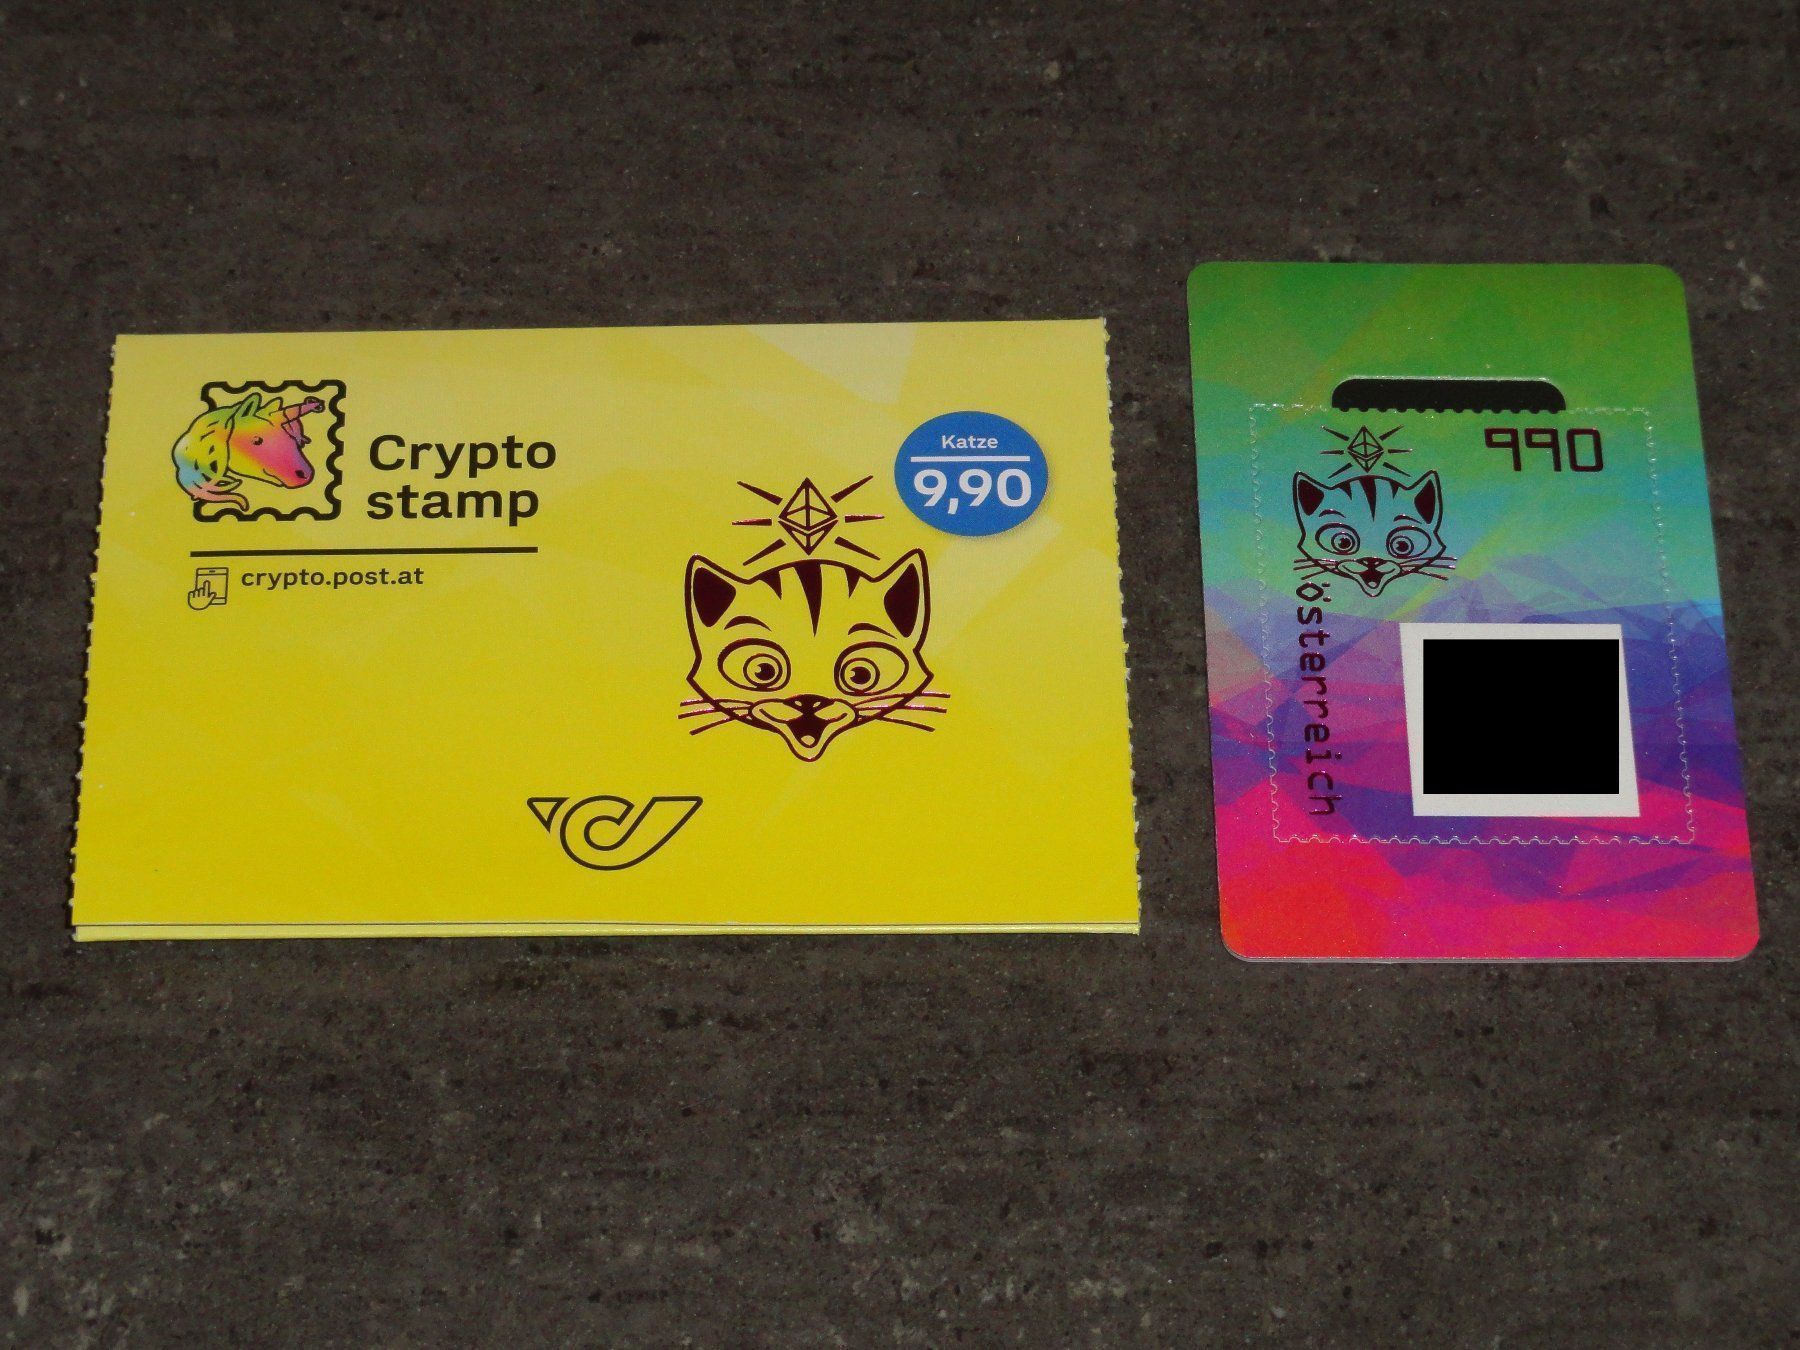 Crypto
stamp
crypto.post.at
Katze
9,90
990
österreich